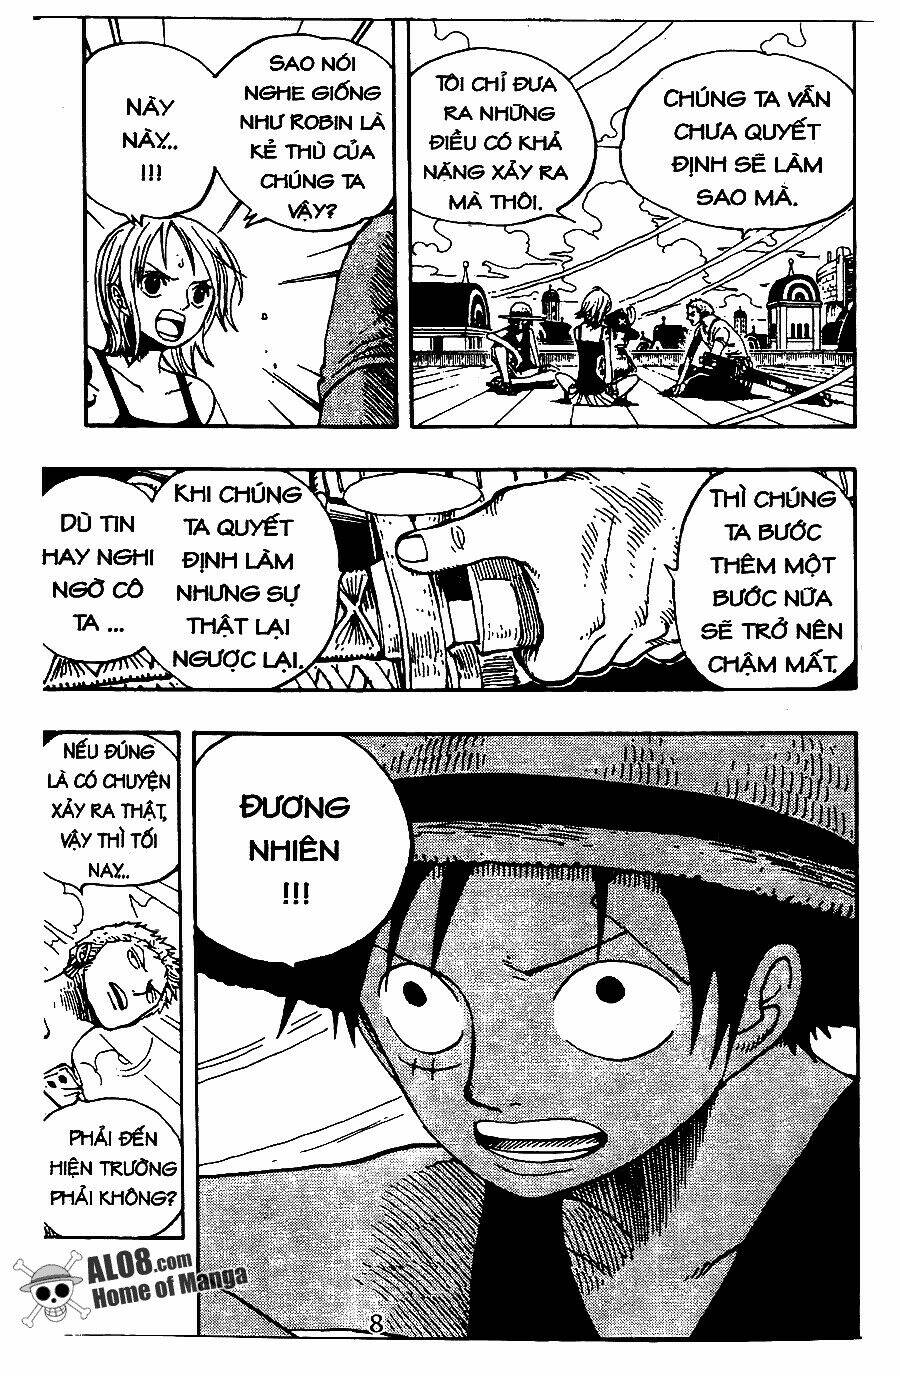 NÀY
NÀY...
!!!
SAO NÓI
NGHE GIỐNG
NHƯ ROBIN LÀ
KẺ THÙ CỦA
CHÚNG TA
VẬY?
TÔI CHỈ ĐƯA
RA NHỮNG
ĐIỀU CÓ KHẢ
NĂNG XẢY RA
MÀ THÔI.
CHÚNG TA VẪN
CHƯA QUYẾT
ĐỊNH SẼ LÀM
SAO MÀ.
DÙ TIN
HAY NGHI
NGỜ CÔ
TA ...
KHI CHÚNG
TA QUYẾT
ĐỊNH LÀM
NHƯNG SỰ
THẬT LẠI
NGƯỢC LẠI.
THÌ CHÚNG
TA BƯỚC
THÊM MỘT
BƯỚC NỮA
SẼ TRỞ NÊN
CHẬM MẤT.
NẾU ĐÚNG
LÀ CÓ CHUYỆN
XẢY RA THẬT,
VẬY THÌ TỐI
NAY...
PHẢI ĐẾN
HIỆN TRƯỜNG
PHẢI KHÔNG?
ĐƯƠNG
NHIÊN
!!!
ALO8.com
Home of Manga
8